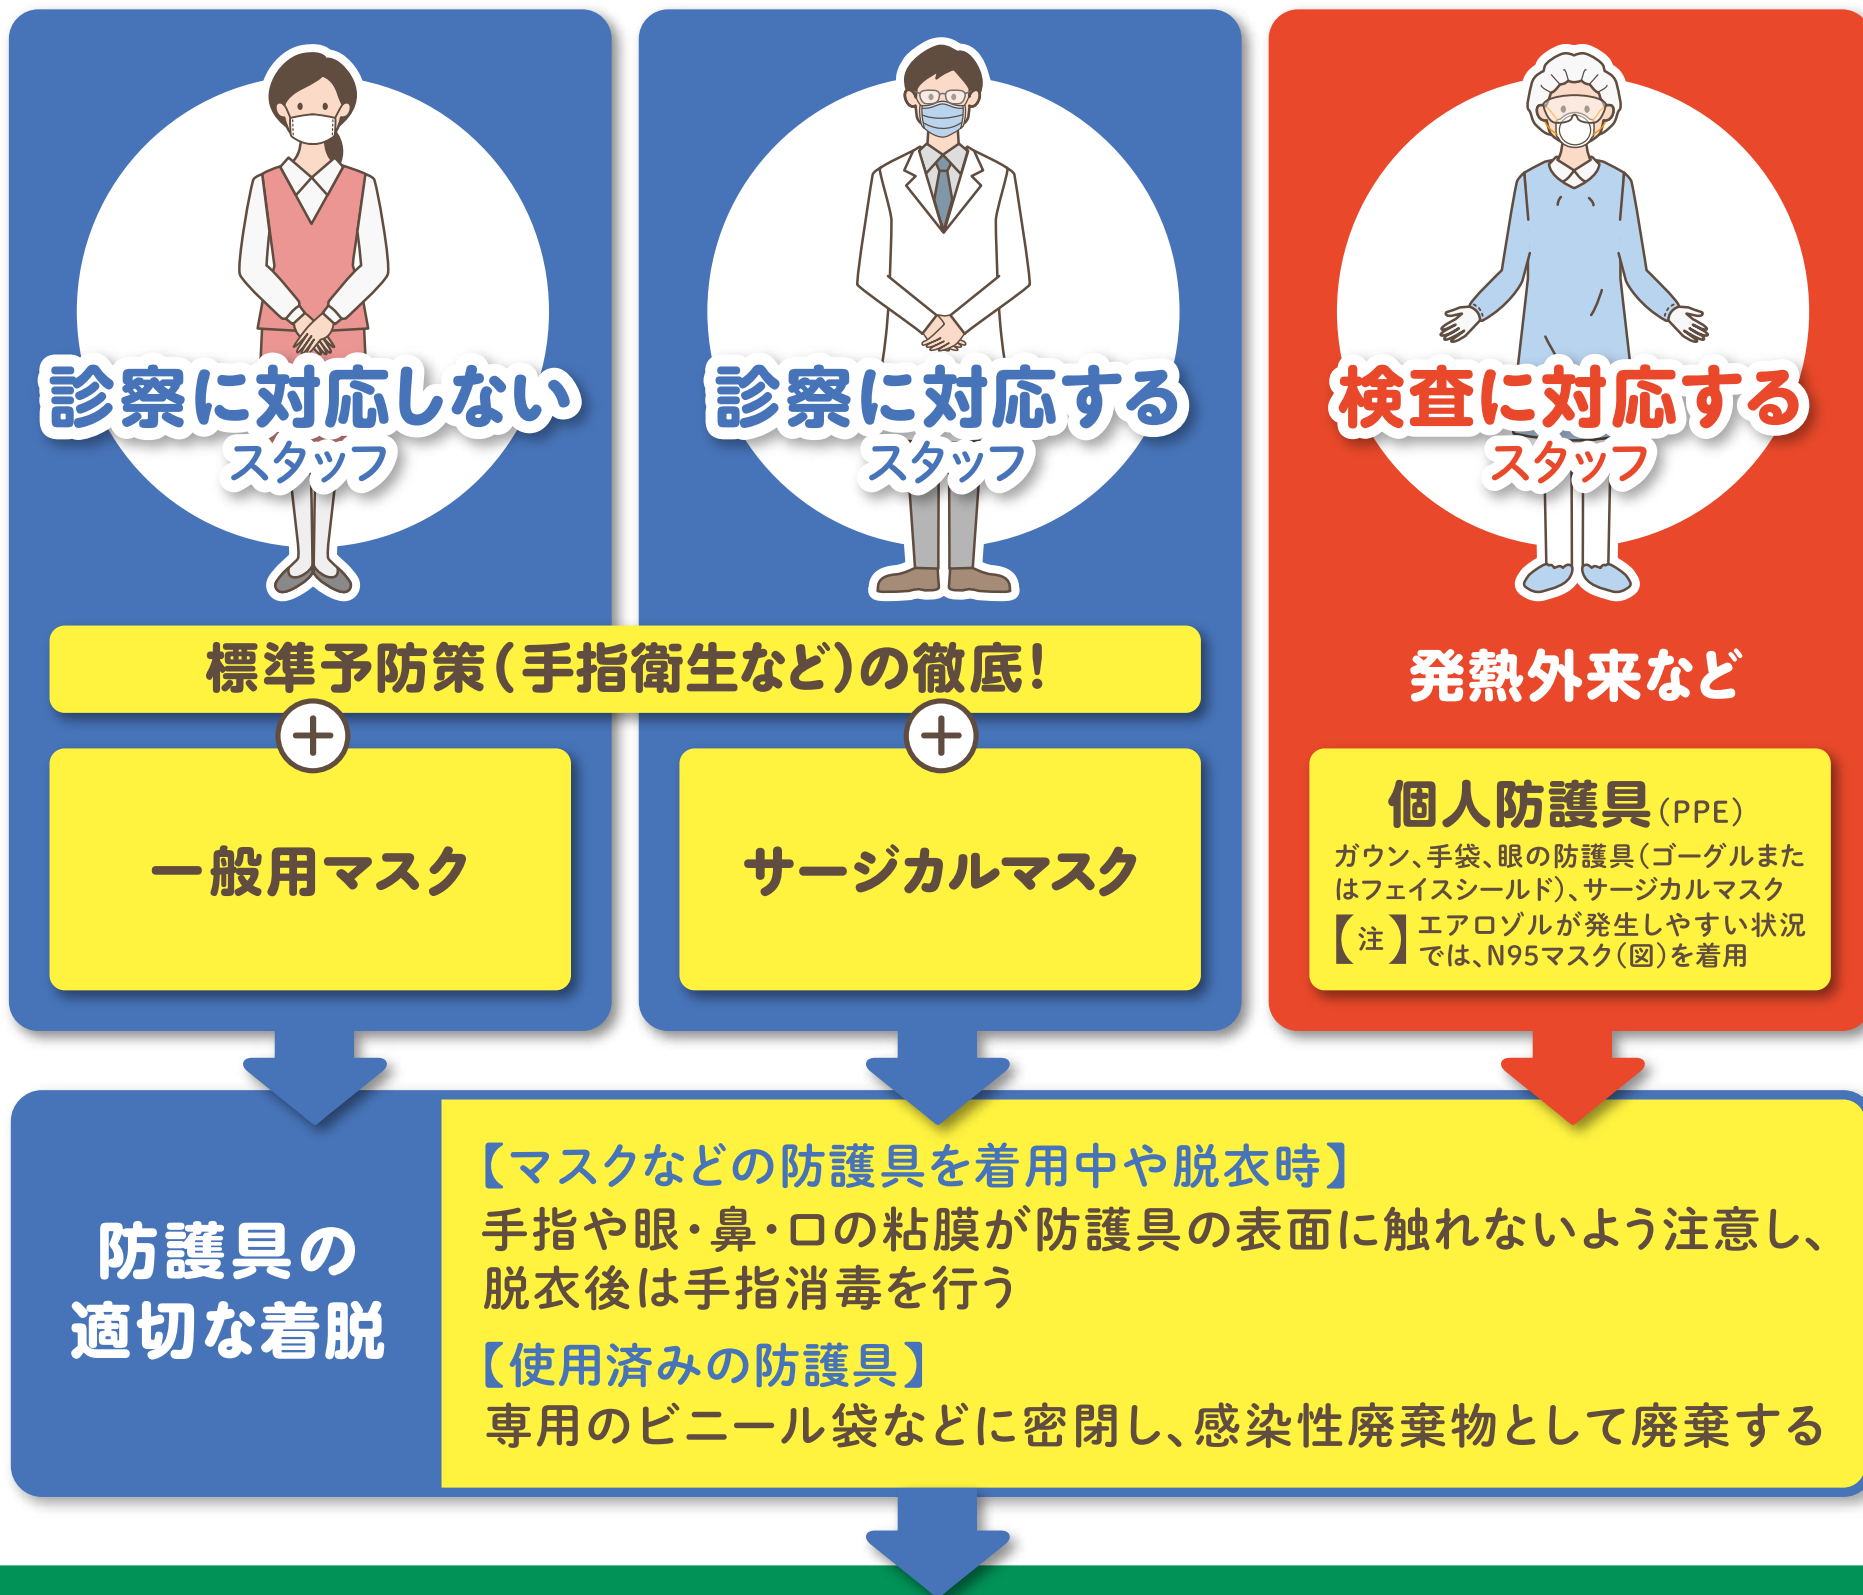 診察に対応しない
スタッフ
診察に対応する
スタッフ
検査に対応する
スタッフ
標準予防策(手指衛生など)の徹底!
+
一般用マスク
+
サージカルマスク
発熱外来など
個人防護具(PPE)
ガウン、手袋、眼の防護具(ゴーグルまた
はフェイスシールド)、サージカルマスク
【注】エアロゾルが発生しやすい状況
では、N95マスク(図)を着用
防護具の
適切な着脱
【マスクなどの防護具を着用中や脱衣時】
手指や眼・鼻・口の粘膜が防護具の表面に触れないよう注意し、
脱衣後は手指消毒を行う
【使用済みの防護具】
専用のビニール袋などに密閉し、感染性廃棄物として廃棄する